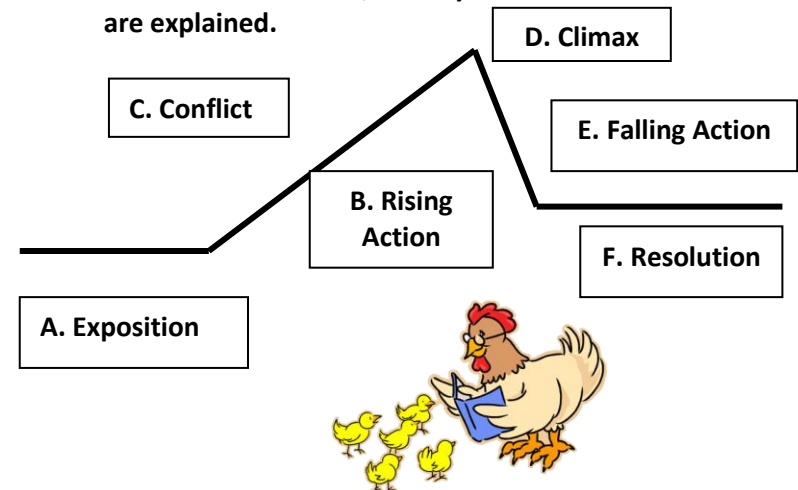 are explained.
D. Climax
C. Conflict
E. Falling Action
B. Rising
Action
F. Resolution
A. Exposition